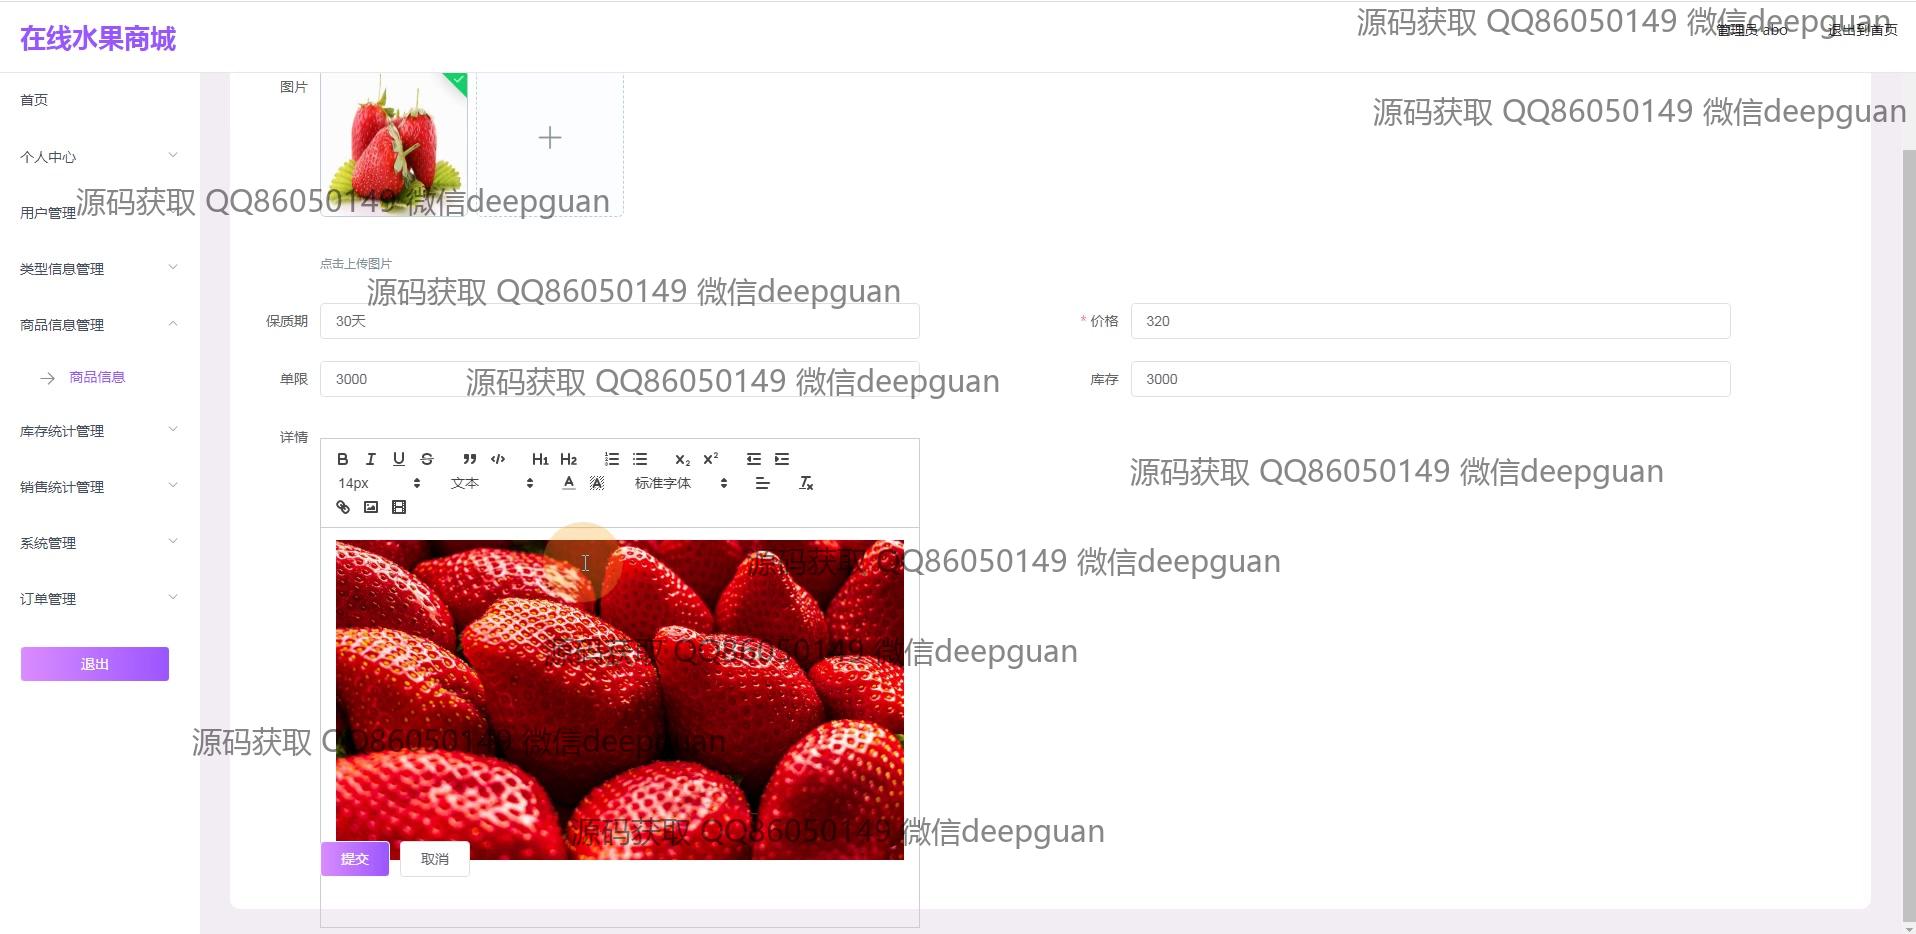 在线水果商城
源码获取 QQ86050149 微信deepguan
管理员 abo
退出到首页
首页
个人中心
用户管理
类型信息管理
商品信息管理
商品信息
库存统计管理
销售统计管理
系统管理
订单管理
退出
图片
源码获取 QQ86050149 微信deepguan
源码获取 QQ86050149 微信deepguan
点击上传图片
源码获取 QQ86050149 微信deepguan
保质期
30天
* 价格
320
单限
3000
源码获取 QQ86050149 微信deepguan
库存
3000
详情
B I U S ” </> H1 H2 X2 X2
14px 文本 A A 标准字体 Tx
源码获取 QQ86050149 微信deepguan
源码获取 QQ86050149 微信deepguan
源码获取 QQ86050149 微信deepguan
源码获取 QQ86050149 微信deepguan
源码获取 QQ86050149 微信deepguan
提交
取消